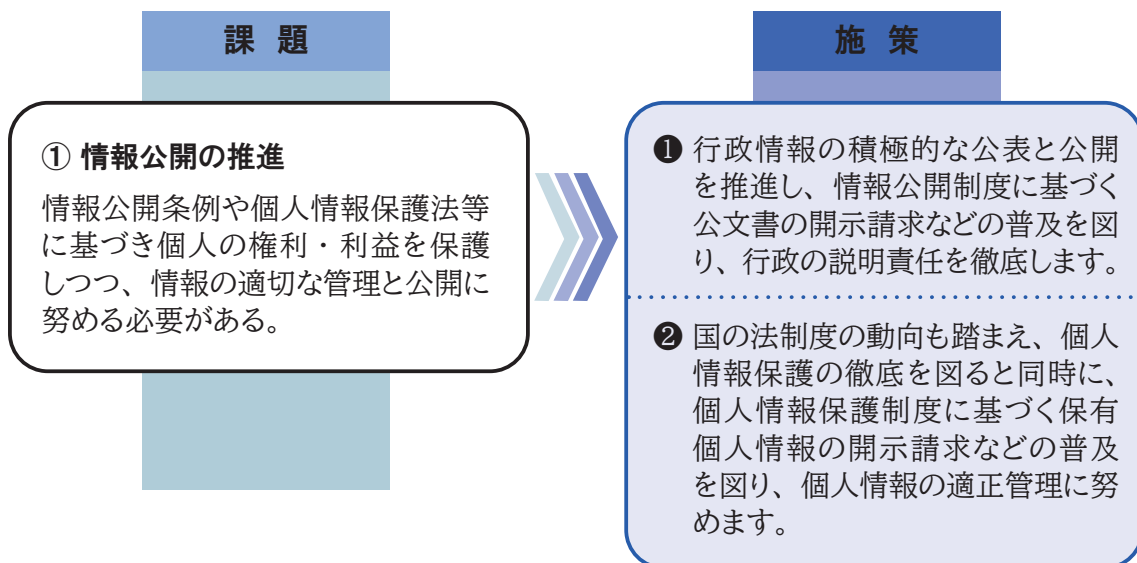 課題
① 情報公開の推進
情報公開条例や個人情報保護法等
に基づき個人の権利・利益を保護
しつつ、情報の適切な管理と公開に
努める必要がある。
施策
❶ 行政情報の積極的な公表と公開
を推進し、情報公開制度に基づく
公文書の開示請求などの普及を図
り、行政の説明責任を徹底します。
❷ 国の法制度の動向も踏まえ、個人
情報保護の徹底を図ると同時に、
個人情報保護制度に基づく保有
個人情報の開示請求などの普及
を図り、個人情報の適正管理に努
めます。